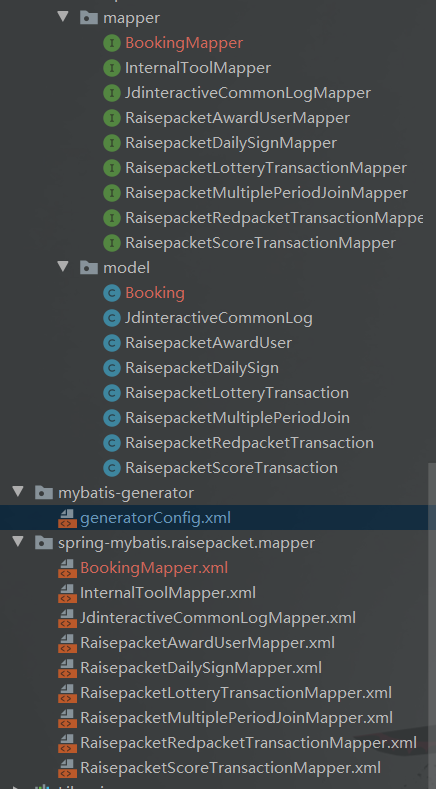 mapper
BookingMapper
InternalToolMapper
JdinteractiveCommonLogMapper
RaisepacketAwardUserMapper
RaisepacketDailySignMapper
RaisepacketLotteryTransactionMapper
RaisepacketMultiplePeriodJoinMapper
RaisepacketRedpacketTransactionMappe
RaisepacketScoreTransactionMapper
model
Booking
JdinteractiveCommonLog
RaisepacketAwardUser
RaisepacketDailySign
RaisepacketLotteryTransaction
RaisepacketMultiplePeriodJoin
RaisepacketRedpacketTransaction
RaisepacketScoreTransaction
mybatis-generator
generatorConfig.xml
spring-mybatis.raisepacket.mapper
BookingMapper.xml
InternalToolMapper.xml
JdinteractiveCommonLogMapper.xml
RaisepacketAwardUserMapper.xml
RaisepacketDailySignMapper.xml
RaisepacketLotteryTransactionMapper.xml
RaisepacketMultiplePeriodJoinMapper.xml
RaisepacketRedpacketTransactionMapper.xml
RaisepacketScoreTransactionMapper.xml